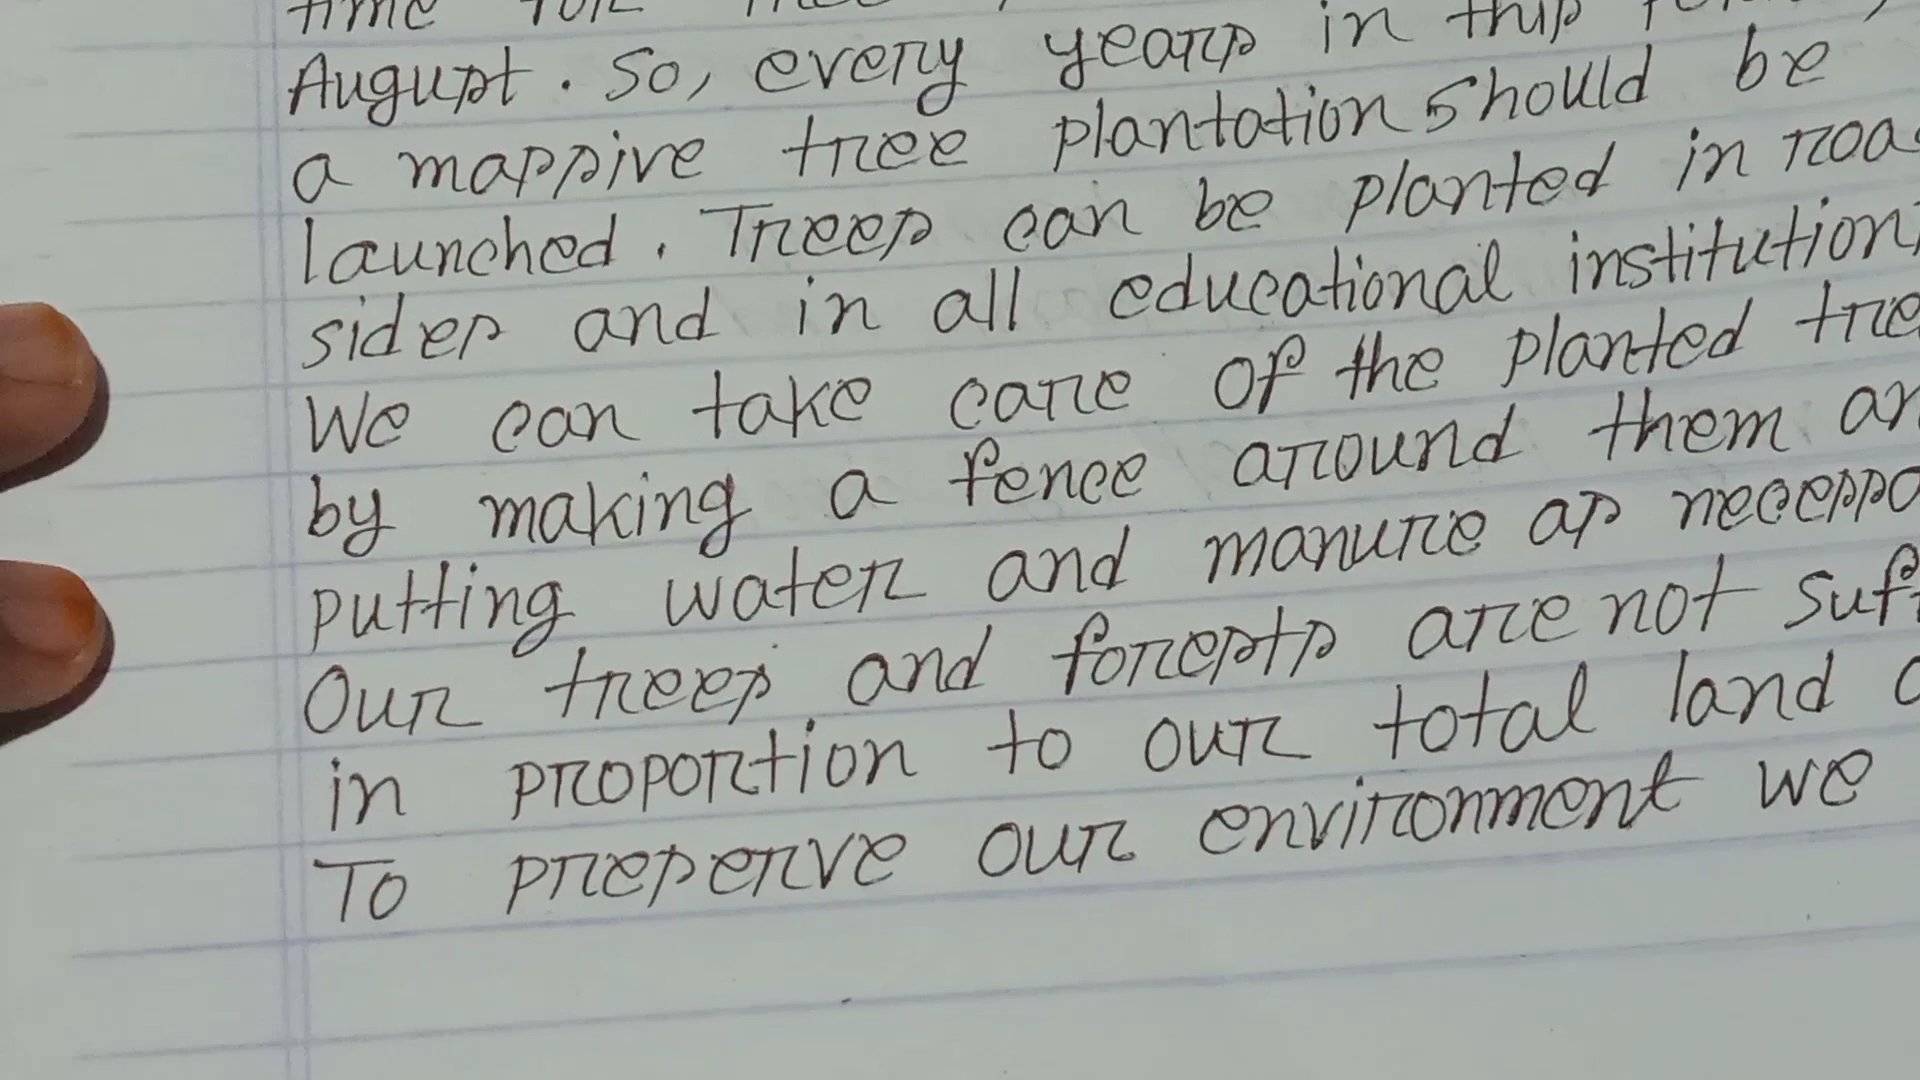 time for
August. So, every years in this
a massive tree plantation should be
launched. Trees can be planted in
sides and in all educational institution
We can take care of the planted
by making a fence around them
putting water and manure as
Our trees and forests are not
in proportion to our total land
To preserve our environment we